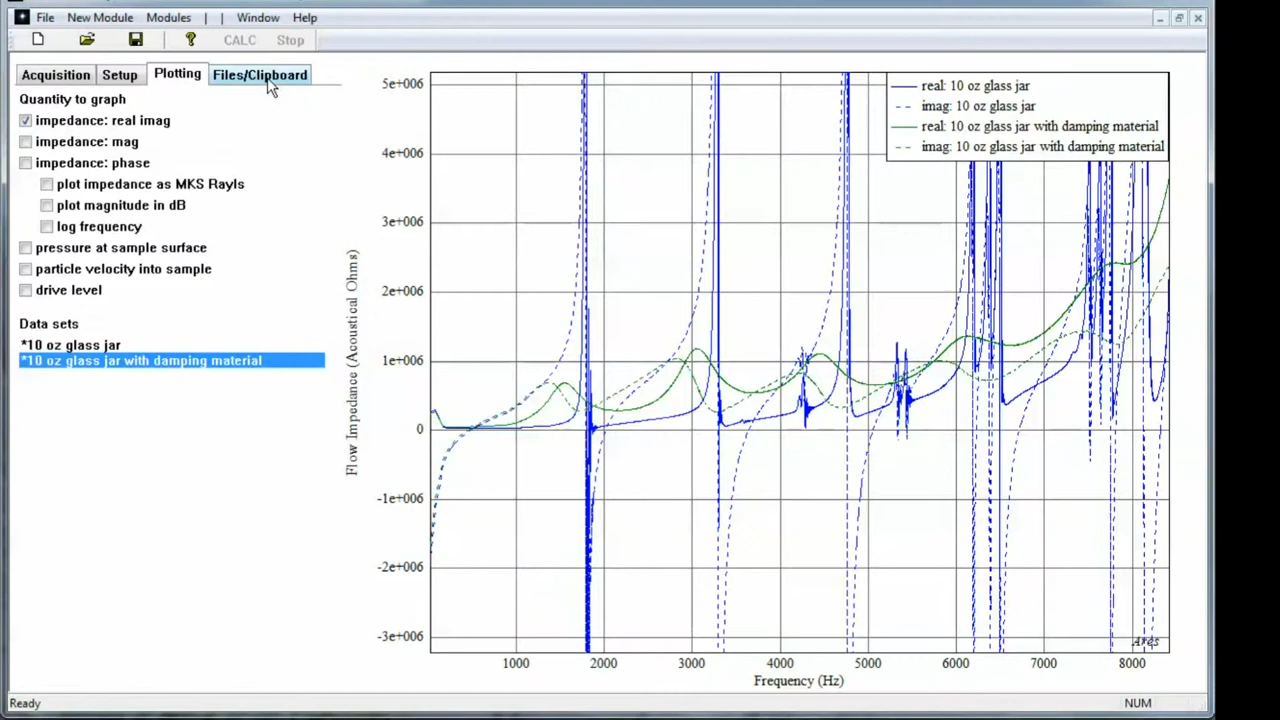 File New Module Modules | | Window Help
CALC Stop
Acquisition Setup Plotting Files/Clipboard
Quantity to graph
impedance: real imag
impedance: mag
impedance: phase
plot impedance as MKS Rayls
plot magnitude in dB
log frequency
pressure at sample surface
particle velocity into sample
drive level
Data sets
*10 oz glass jar
*10 oz glass jar with damping material
real: 10 oz glass jar
imag: 10 oz glass jar
real: 10 oz glass jar with damping material
imag: 10 oz glass jar with damping material
Flow Impedance (Acoustical Ohms)
5e+006
4e+006
3e+006
2e+006
1e+006
0
-1e+006
-2e+006
-3e+006
Ares
1000 2000 3000 4000 5000 6000 7000 8000
Frequency (Hz)
Ready NUM